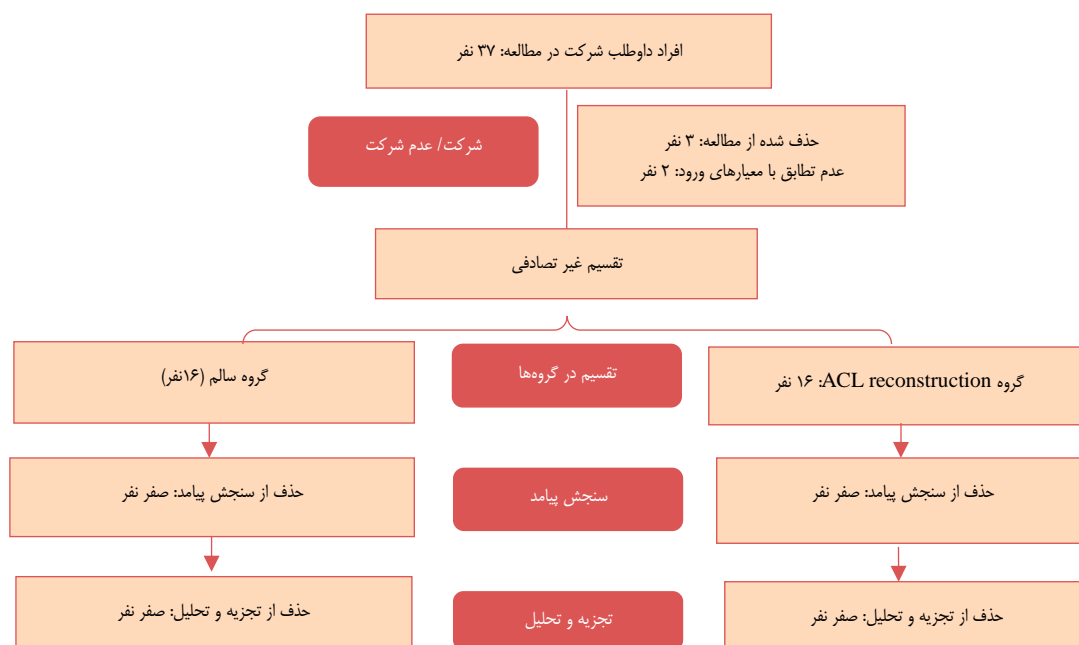 افراد داوطلب شرکت در مطالعه: ۳۷ نفر
شرکت/ عدم شرکت
حذف شده از مطالعه: ۳ نفر
عدم تطابق با معیارهای ورود: ۲ نفر
تقسیم غیر تصادفی
گروه ACL reconstruction: ۱۶ نفر
تقسیم در گروه‌ها
گروه سالم (۱۶نفر)
حذف از سنجش پیامد: صفر نفر
سنجش پیامد
حذف از سنجش پیامد: صفر نفر
حذف از تجزیه و تحلیل: صفر نفر
تجزیه و تحلیل
حذف از تجزیه و تحلیل: صفر نفر